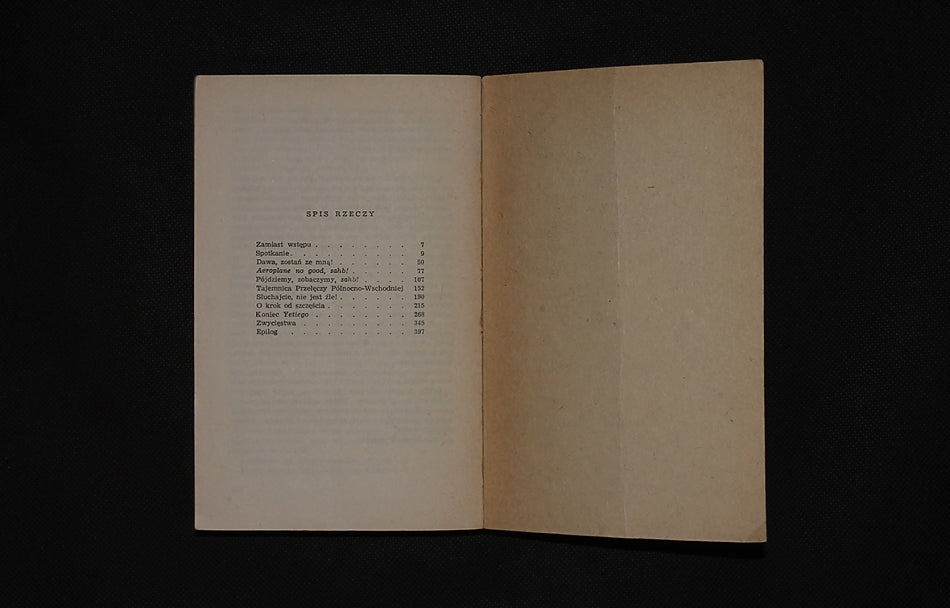 SPIS RZECZY
Zamiast wstępu . . . . . . . . 7
Spotkanie . . . . . . . . . . 9
Dawa, zostań ze mną! . . . . . . 50
Aeroplane no good, sahb! . . . . . 77
Pójdziemy, zobaczymy, sahb! . . . . 107
Tajemnica Przełęczy Północno-Wschodniej 152
Słuchajcie, nie jest źle! . . . . . . 190
O krok od szczęścia . . . . . . . 215
Koniec Yetiego . . . . . . . . 268
Zwycięstwa . . . . . . . . . 345
Epilog . . . . . . . . . . 397